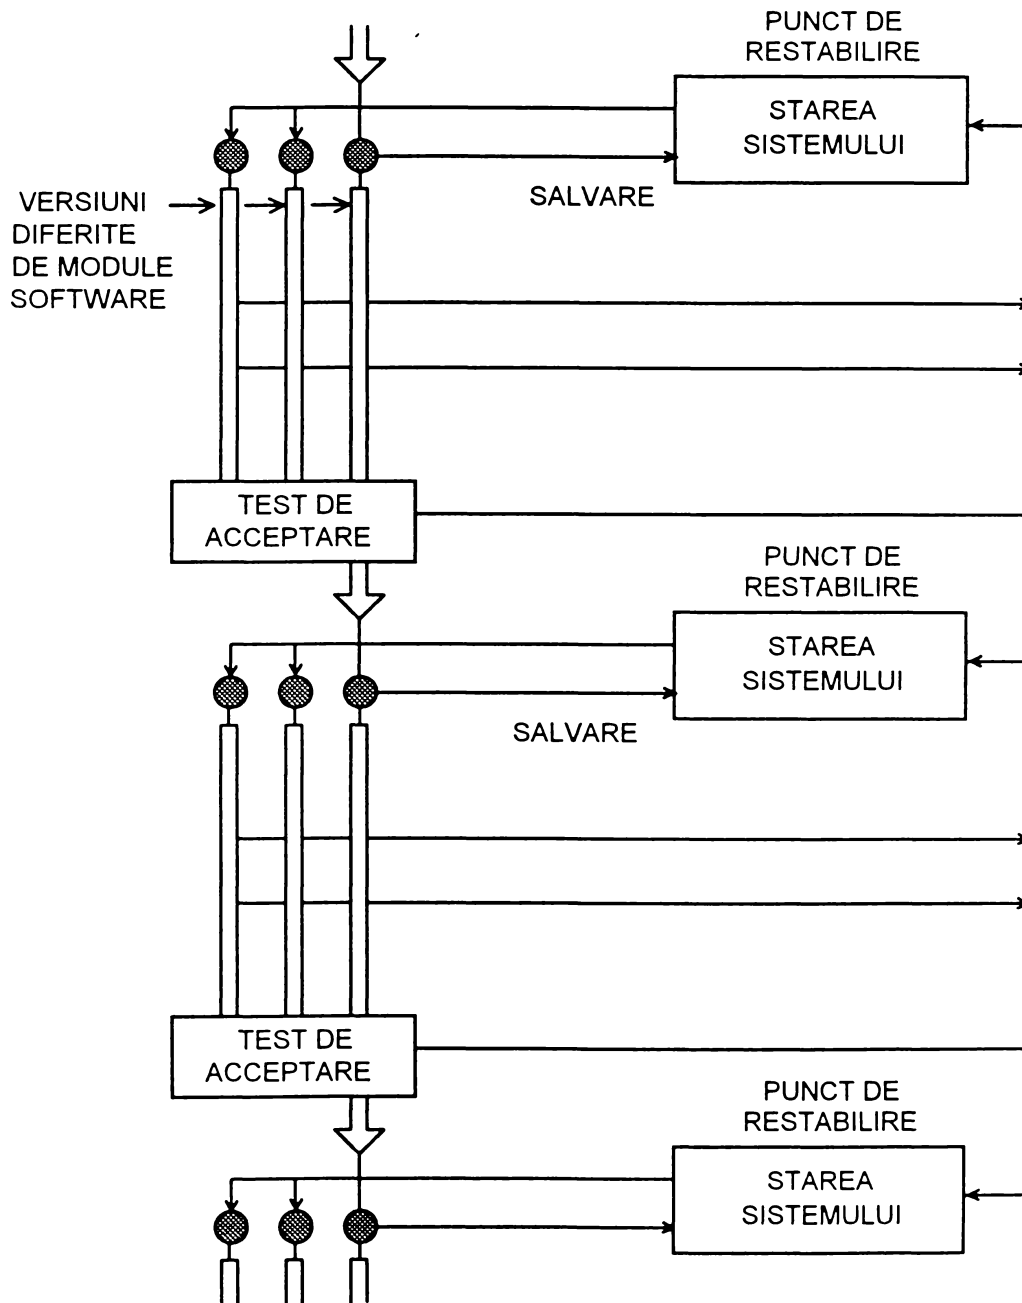 PUNCT DE
RESTABILIRE
STAREA
SISTEMULUI
SALVARE
VERSIUNI
DIFERITE
DE MODULE
SOFTWARE
TEST DE
ACCEPTARE
PUNCT DE
RESTABILIRE
STAREA
SISTEMULUI
SALVARE
TEST DE
ACCEPTARE
PUNCT DE
RESTABILIRE
STAREA
SISTEMULUI